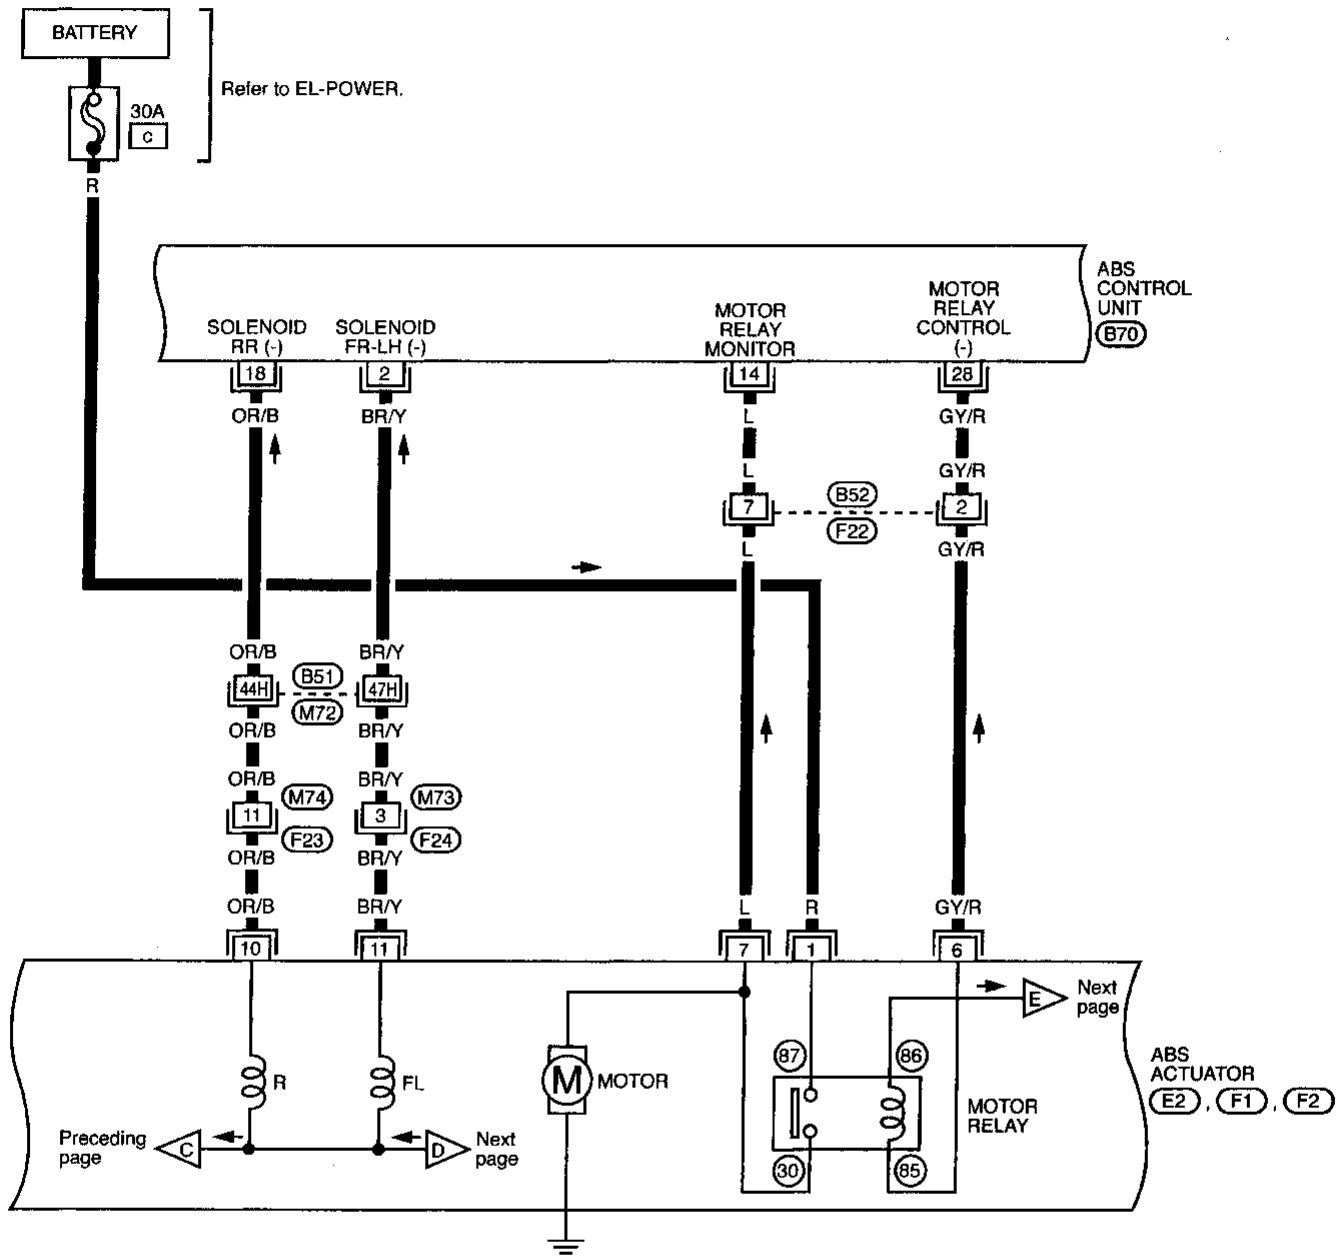 BATTERY
30A
C
Refer to EL-POWER.
R
ABS
CONTROL
UNIT
B70
SOLENOID
RR (-)
SOLENOID
FR-LH (-)
MOTOR
RELAY
MONITOR
MOTOR
RELAY
CONTROL
(-)
18
2
14
28
OR/B
BR/Y
L
GY/R
L
GY/R
7
B52
F22
2
L
GY/R
OR/B
BR/Y
44H
B51
M72
47H
OR/B
BR/Y
OR/B
BR/Y
11
M74
F23
3
M73
F24
OR/B
BR/Y
OR/B
BR/Y
L
R
GY/R
10
11
7
1
6
E
Next
page
87
86
R
FL
M
MOTOR
MOTOR
RELAY
ABS
ACTUATOR
E2 , F1 , F2
Preceding
page
C
D
Next
page
30
85